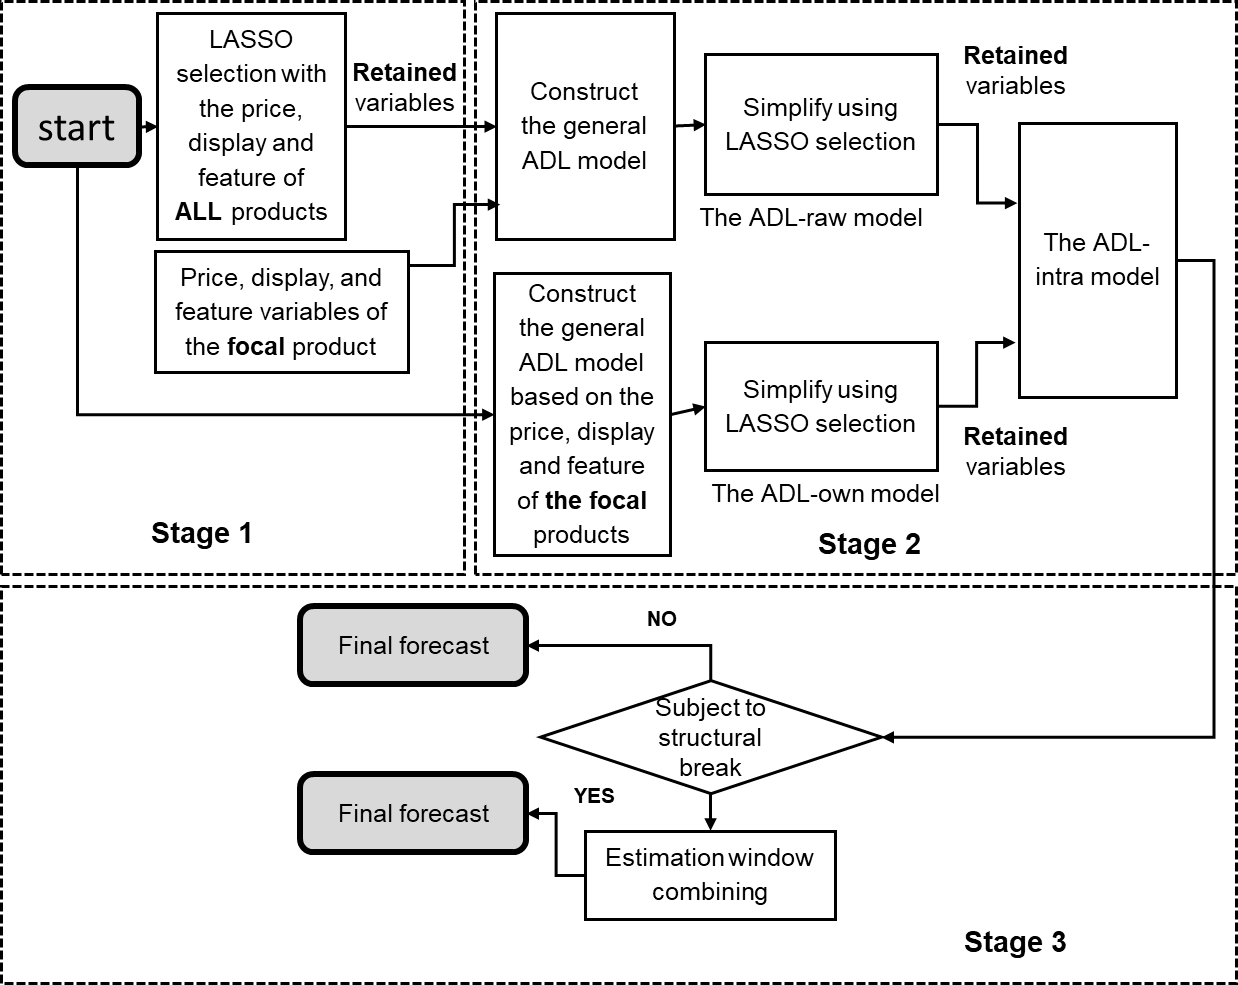 start
LASSO
selection with
the price,
display and
feature of
ALL products
Retained
variables
Price, display, and
feature variables of
the focal product
Stage 1
Construct
the general
ADL model
Simplify using
LASSO selection
The ADL-raw model
Retained
variables
Construct
the general
ADL model
based on the
price, display
and feature
of the focal
products
Simplify using
LASSO selection
The ADL-own model
Retained
variables
The ADL-
intra model
Stage 2
Final forecast
NO
Subject to
structural
break
YES
Final forecast
Estimation window
combining
Stage 3